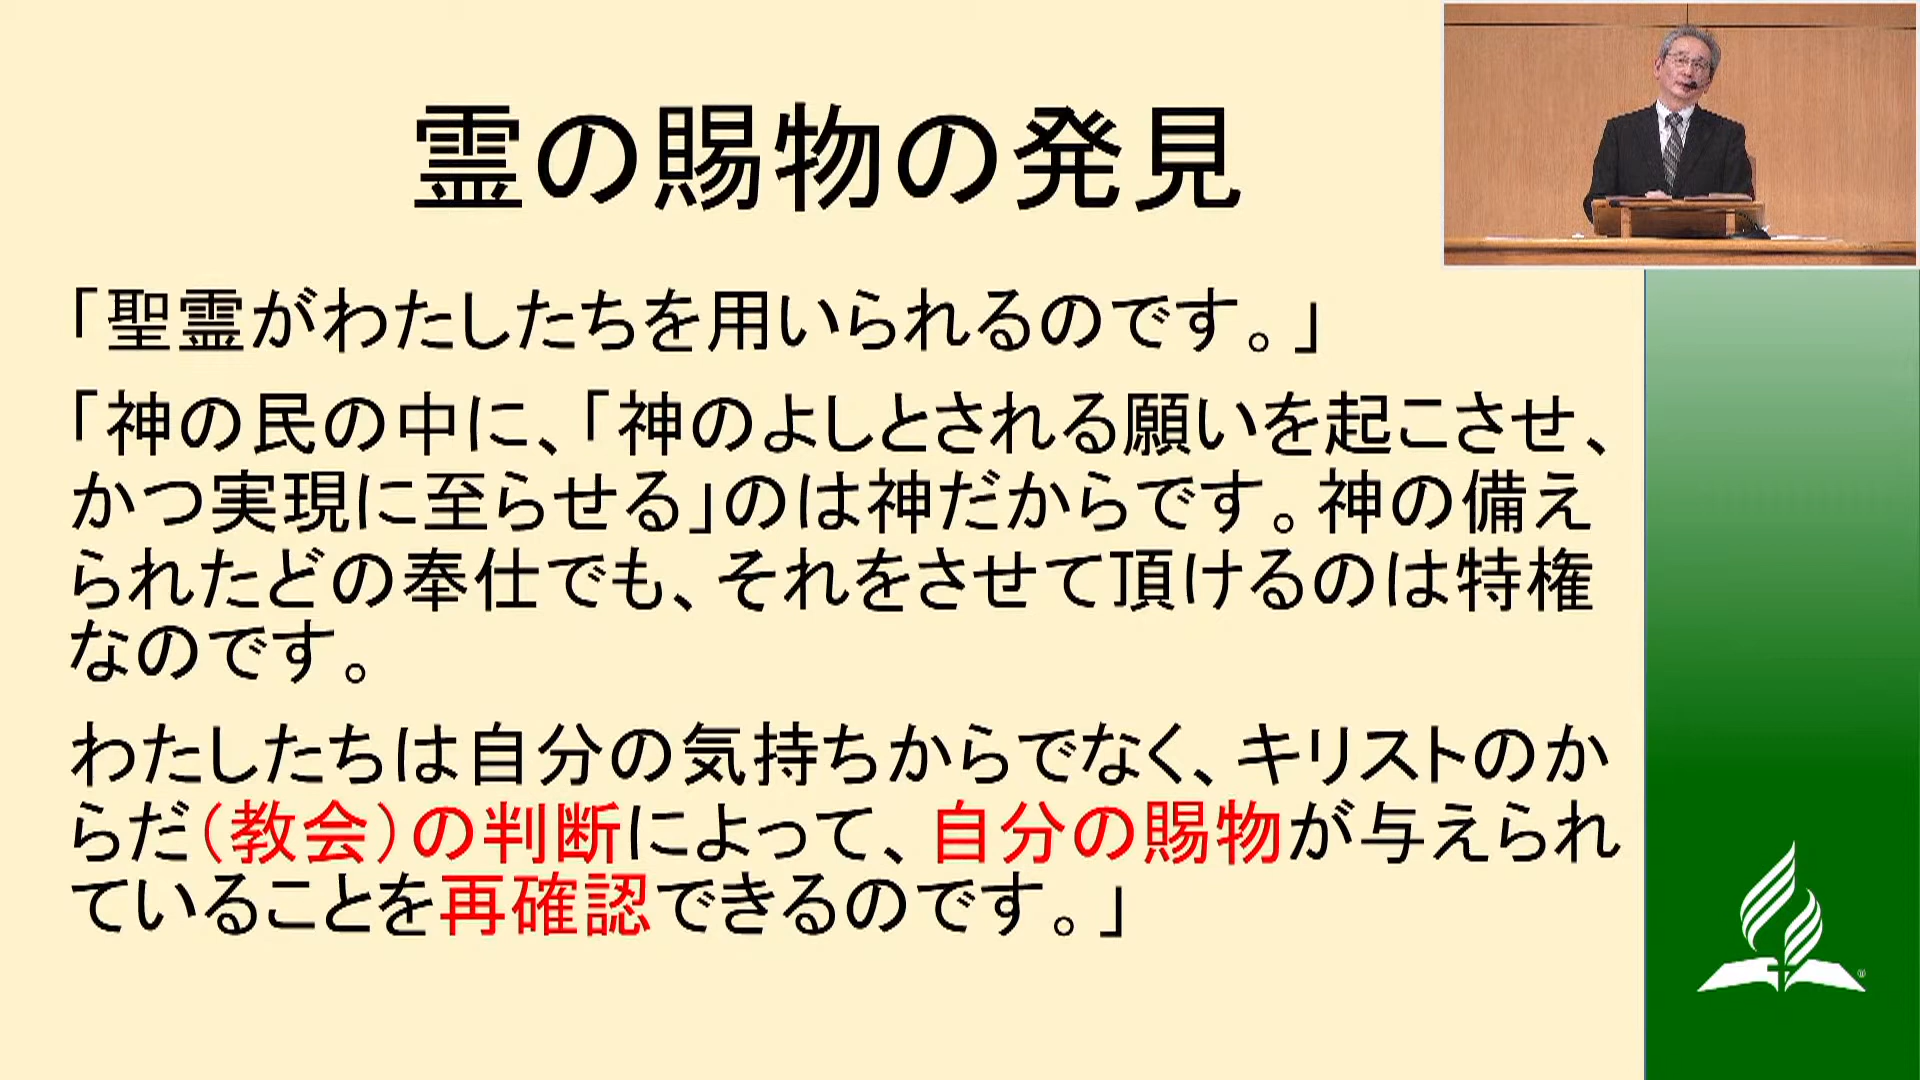 霊の賜物の発見
「聖霊がわたしたちを用いられるのです。」
「神の民の中に、「神のよしとされる願いを起こさせ、
かつ実現に至らせる」のは神だからです。神の備え
られたどの奉仕でも、それをさせて頂けるのは特権
なのです。
わたしたちは自分の気持ちからでなく、キリストのか
らだ(教会)の判断によって、自分の賜物が与えられ
ていることを再確認できるのです。」
®